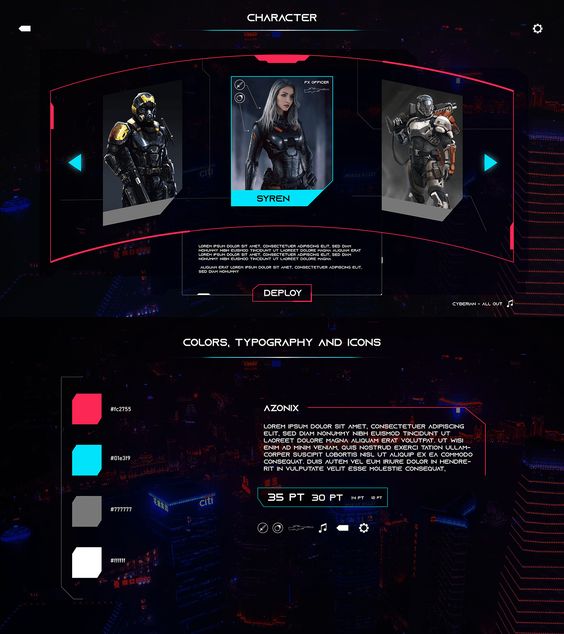 CHARACTER
FX OFFICER
SYREN
LOREM IPSUM DOLOR SIT AMET, CONSECTETUER ADIPISCING ELIT, SED DIAM
NONUMMY NIBH EUISMOD TINCIDUNT UT LAOREET DOLORE MAGNA ALIQUAM ERAT
LOREM IPSUM DOLOR SIT AMET, CONSECTETUER ADIPISCING ELIT, SED DIAM
NONUMMY NIBH EUISMOD TINCIDUNT UT LAOREET DOLORE MAGNA
ALIQUAM ERAT LOREM IPSUM DOLOR SIT AMET, CONSECTETUER ADIPISCING ELIT,
SED DIAM NONUMMY
DEPLOY
CYBERIAN - ALL OUT
COLORS, TYPOGRAPHY AND ICONS
#fc2755
#01e3f9
#777777
#ffffff
AZONIX
LOREM IPSUM DOLOR SIT AMET, CONSECTETUER ADIPISCING
ELIT, SED DIAM NONUMMY NIBH EUISMOD TINCIDUNT UT
LAOREET DOLORE MAGNA ALIQUAM ERAT VOLUTPAT. UT WISI
ENIM AD MINIM VENIAM, QUIS NOSTRUD EXERCI TATION ULLAM-
CORPER SUSCIPIT LOBORTIS NISL UT ALIQUIP EX EA COMMODO
CONSEQUAT. DUIS AUTEM VEL EUM IRIURE DOLOR IN HENDRE-
RIT IN VULPUTATE VELIT ESSE MOLESTIE CONSEQUAT,
citi
35 PT 30 PT 14 PT 12 PT